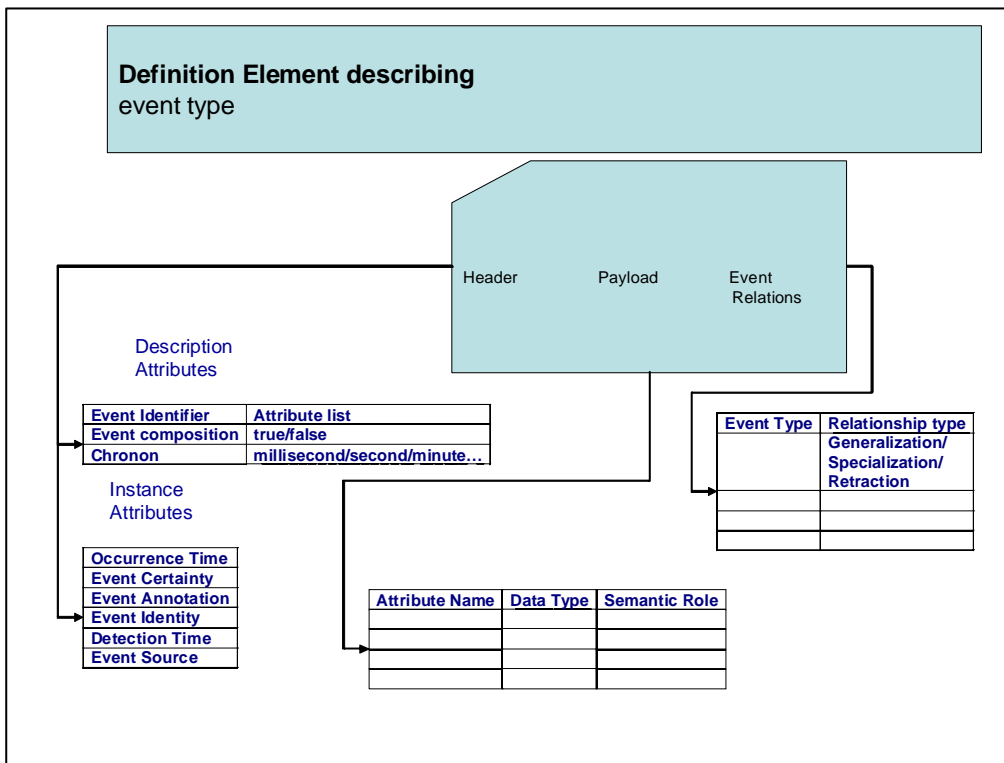 Definition Element describing
event type
Header
Payload
Event
Relations
Description
Attributes
Event Identifier Attribute list
Event composition true/false
Chronon millisecond/second/minute…
Instance
Attributes
Occurrence Time
Event Certainty
Event Annotation
Event Identity
Detection Time
Event Source
Attribute Name Data Type Semantic Role
Event Type Relationship type
Generalization/
Specialization/
Retraction